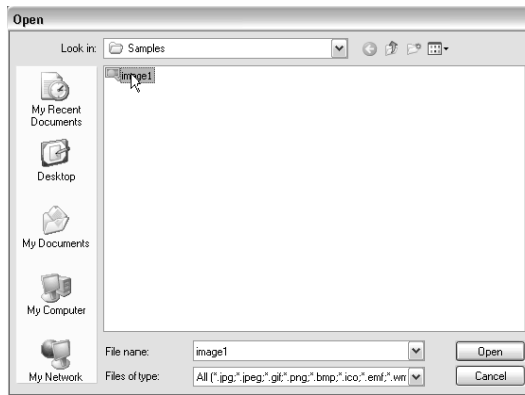 Open
Look in: Samples
image1
My Recent
Documents
Desktop
My Documents
My Computer
My Network
File name: image1
Open
Files of type: All (*.jpg;*.jpeg;*.gif;*.png;*.bmp;*.ico;*.emf;*.wm
Cancel